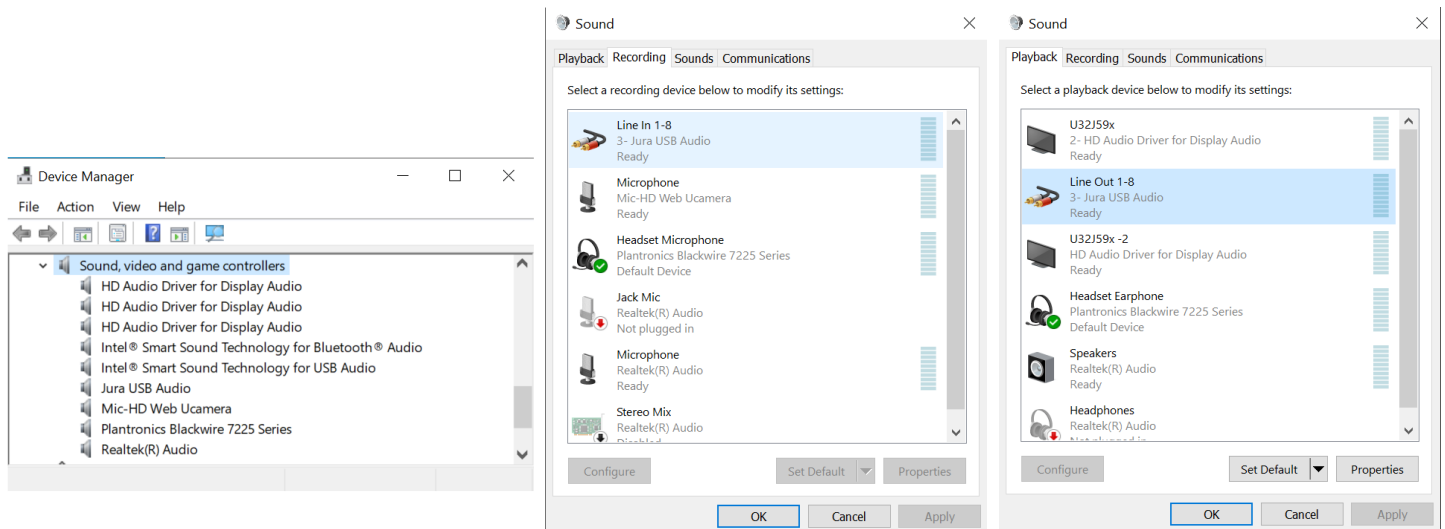 Device Manager
File Action View Help
Sound, video and game controllers
HD Audio Driver for Display Audio
HD Audio Driver for Display Audio
HD Audio Driver for Display Audio
Intel® Smart Sound Technology for Bluetooth® Audio
Intel® Smart Sound Technology for USB Audio
Jura USB Audio
Mic-HD Web Ucamera
Plantronics Blackwire 7225 Series
Realtek(R) Audio
Sound
Playback Recording Sounds Communications
Select a recording device below to modify its settings:
Line In 1-8
3- Jura USB Audio
Ready
Microphone
Mic-HD Web Ucamera
Ready
Headset Microphone
Plantronics Blackwire 7225 Series
Default Device
Jack Mic
Realtek(R) Audio
Not plugged in
Microphone
Realtek(R) Audio
Ready
Stereo Mix
Realtek(R) Audio
Disabled
Configure Set Default Properties
OK Cancel Apply
Sound
Playback Recording Sounds Communications
Select a playback device below to modify its settings:
U32J59x
2- HD Audio Driver for Display Audio
Ready
Line Out 1-8
3- Jura USB Audio
Ready
U32J59x -2
HD Audio Driver for Display Audio
Ready
Headset Earphone
Plantronics Blackwire 7225 Series
Default Device
Speakers
Realtek(R) Audio
Ready
Headphones
Realtek(R) Audio
Not plugged in
Configure Set Default Properties
OK Cancel Apply